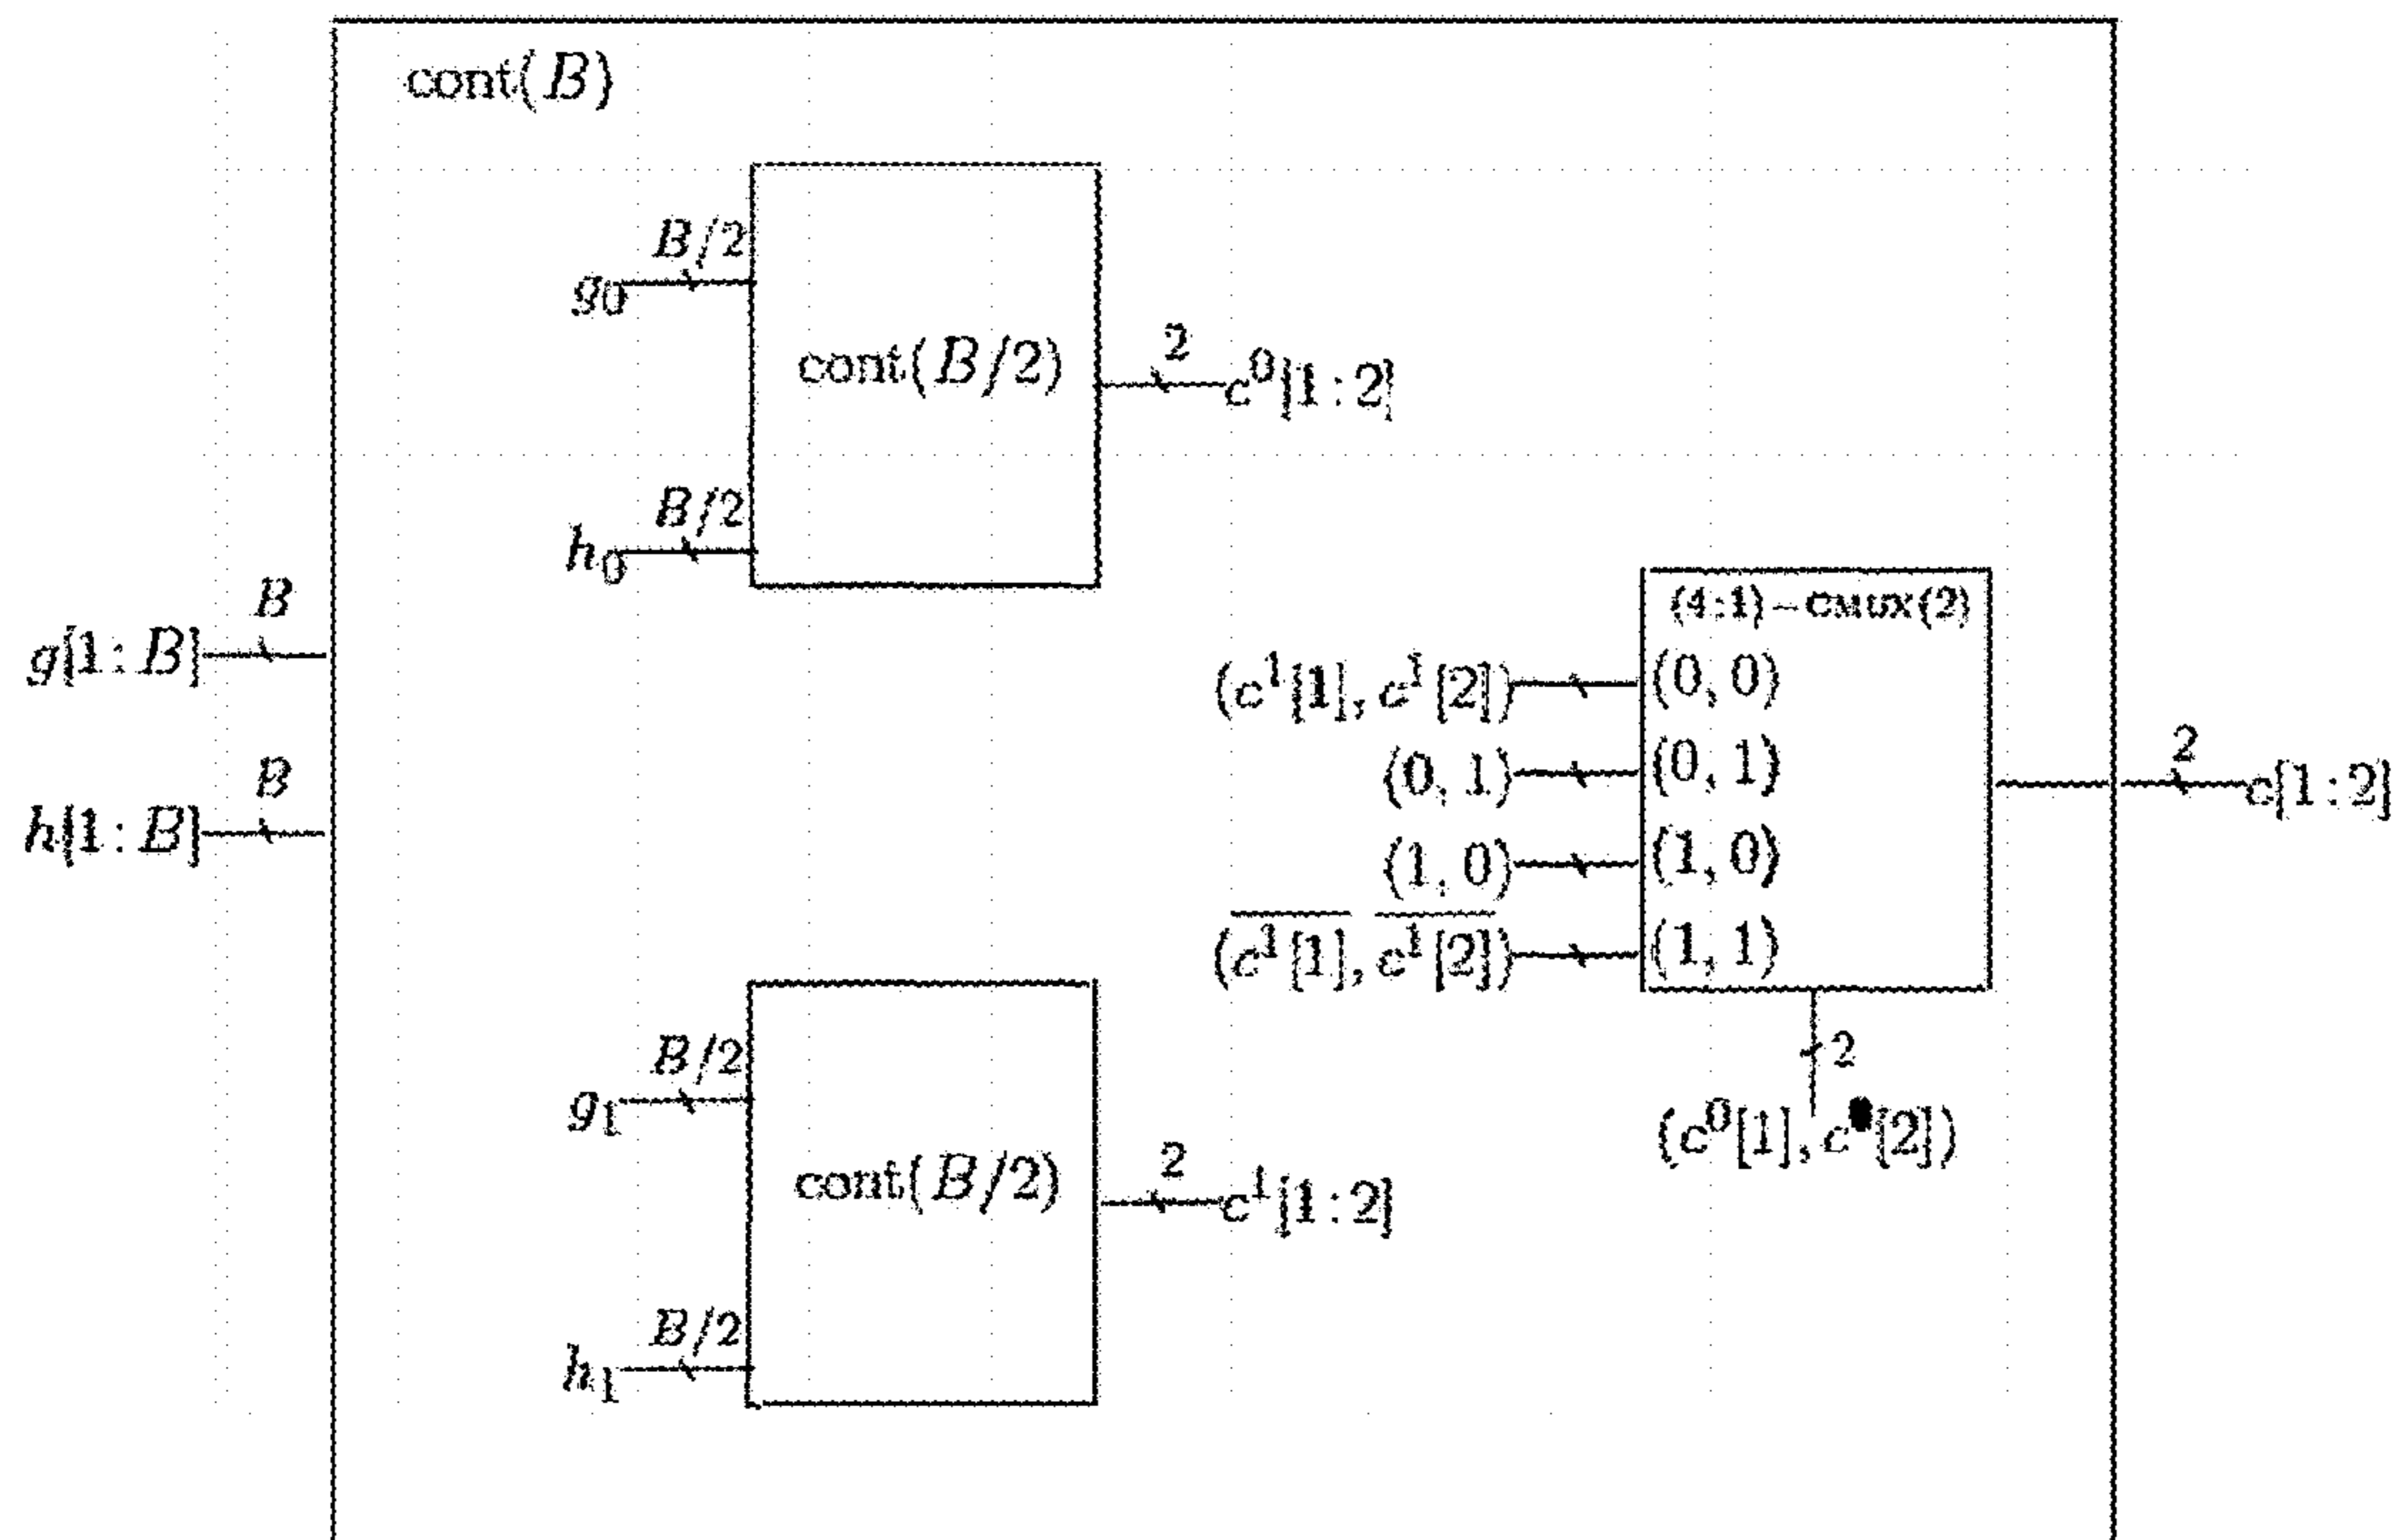 cont(B)
B/2
g₀
cont(B/2)
2
c⁰[1:2]
B/2
h₀
B
g[1:B]
B
h[1:B]
(4:1)−CMUX(2)
(c¹[1], c¹[2])
(0, 0)
(0, 1)
(0, 1)
(1, 0)
(1, 0)
(c̅¹̅[̅1̅]̅, c̅¹̅[̅2̅]̅)
(1, 1)
2
c[1:2]
2
(c⁰[1], c[2])
B/2
g₁
cont(B/2)
2
c¹[1:2]
B/2
h₁